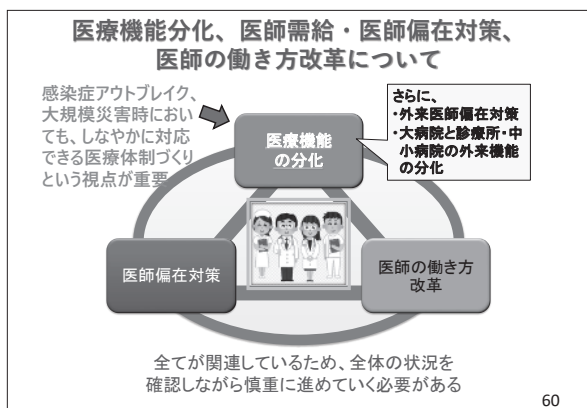 医療機能分化、医師需給・医師偏在対策、
医師の働き方改革について
感染症アウトブレイク、
大規模災害時におい
ても、しなやかに対応
できる医療体制づくり
という視点が重要
さらに、
・外来医師偏在対策
・大病院と診療所・中
小病院の外来機能
の分化
医療機能
の分化
医師偏在対策
医師の働き方
改革
全てが関連しているため、全体の状況を
確認しながら慎重に進めていく必要がある
60